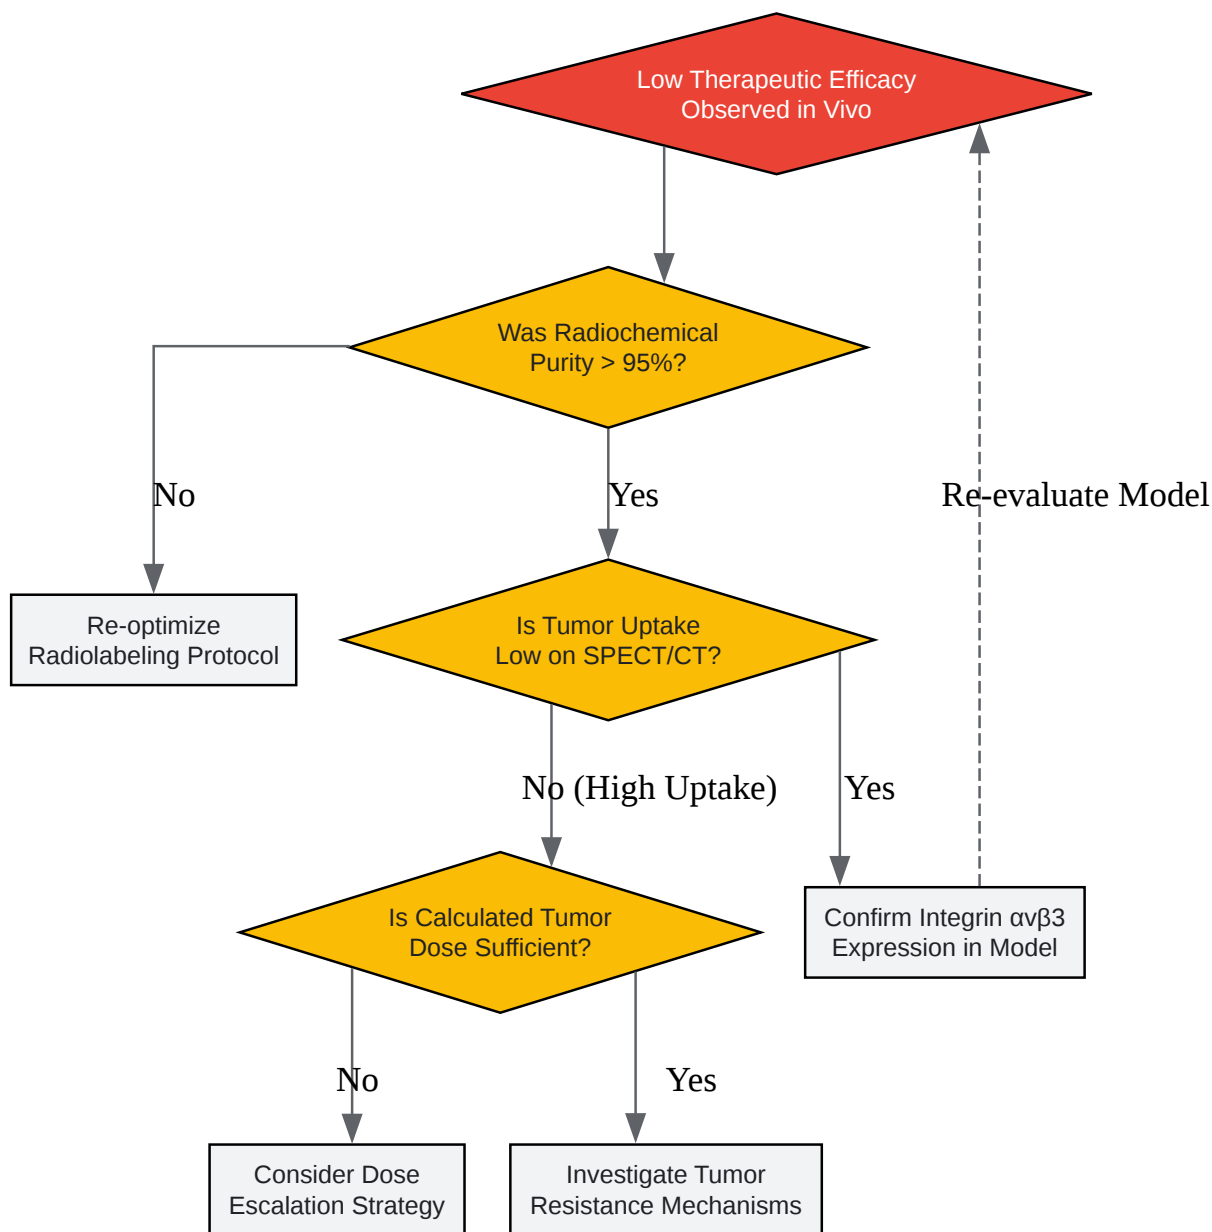 Low Therapeutic Efficacy
Observed in Vivo
Was Radiochemical
Purity > 95%?
No
Yes
Re-evaluate Model
Re-optimize
Radiolabeling Protocol
Is Tumor Uptake
Low on SPECT/CT?
No (High Uptake)
Yes
Is Calculated Tumor
Dose Sufficient?
Confirm Integrin αvβ3
Expression in Model
No
Yes
Consider Dose
Escalation Strategy
Investigate Tumor
Resistance Mechanisms